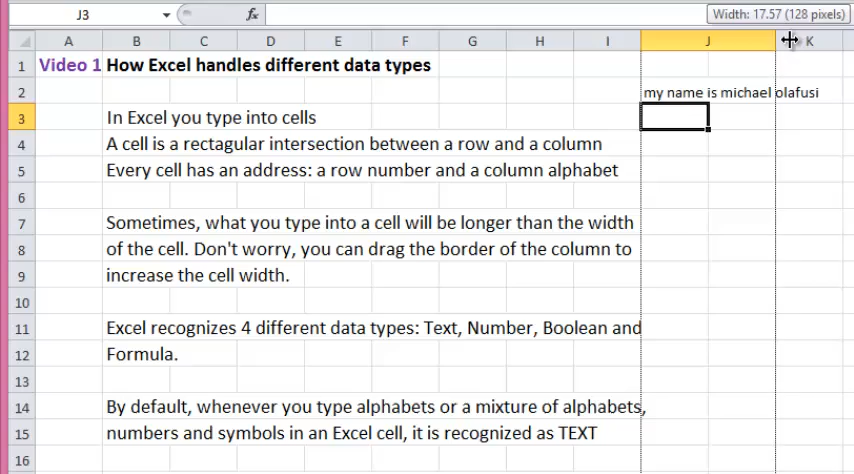 J3
fx
Width: 17.57 (128 pixels)
A B C D E F G H I J K
1 Video 1 How Excel handles different data types
2 my name is michael olafusi
3 In Excel you type into cells
4 A cell is a rectagular intersection between a row and a column
5 Every cell has an address: a row number and a column alphabet
6
7 Sometimes, what you type into a cell will be longer than the width
8 of the cell. Don't worry, you can drag the border of the column to
9 increase the cell width.
10
11 Excel recognizes 4 different data types: Text, Number, Boolean and
12 Formula.
13
14 By default, whenever you type alphabets or a mixture of alphabets,
15 numbers and symbols in an Excel cell, it is recognized as TEXT
16